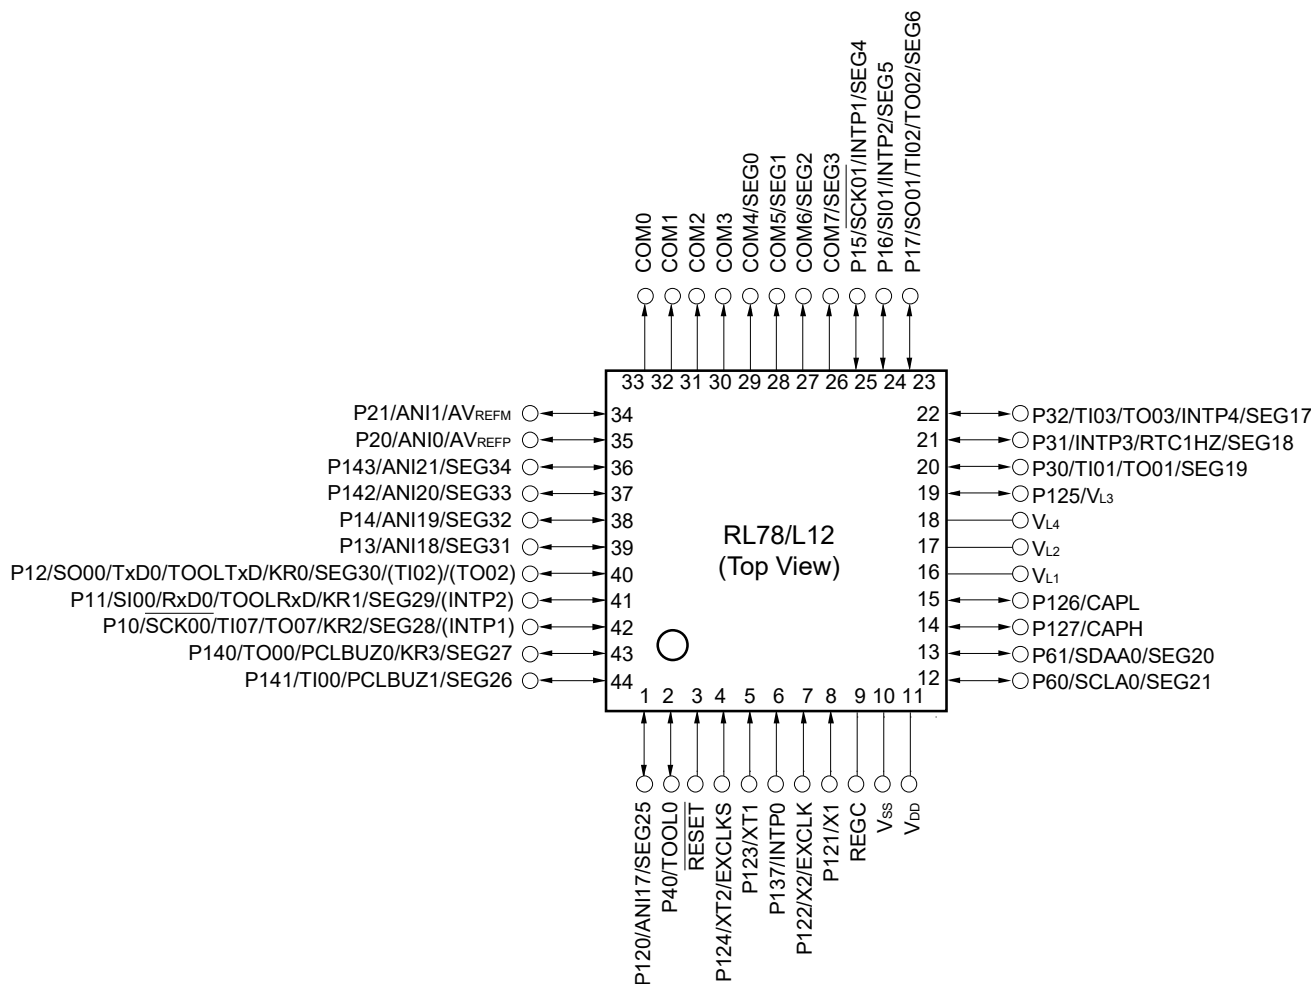 COM0
COM1
COM2
COM3
COM4/SEG0
COM5/SEG1
COM6/SEG2
COM7/SEG3
P15/SCK01/INTP1/SEG4
P16/SI01/INTP2/SEG5
P17/SO01/TI02/TO02/SEG6
33 32 31 30 29 28 27 26 25 24 23
P21/ANI1/AVREFM 34
P20/ANI0/AVREFP 35
P143/ANI21/SEG34 36
P142/ANI20/SEG33 37
P14/ANI19/SEG32 38
P13/ANI18/SEG31 39
P12/SO00/TxD0/TOOLTxD/KR0/SEG30/(TI02)/(TO02) 40
P11/SI00/RxD0/TOOLRxD/KR1/SEG29/(INTP2) 41
P10/SCK00/TI07/TO07/KR2/SEG28/(INTP1) 42
P140/TO00/PCLBUZ0/KR3/SEG27 43
P141/TI00/PCLBUZ1/SEG26 44
RL78/L12
(Top View)
22 P32/TI03/TO03/INTP4/SEG17
21 P31/INTP3/RTC1HZ/SEG18
20 P30/TI01/TO01/SEG19
19 P125/VL3
18 VL4
17 VL2
16 VL1
15 P126/CAPL
14 P127/CAPH
13 P61/SDAA0/SEG20
12 P60/SCLA0/SEG21
1 2 3 4 5 6 7 8 9 10 11
P120/ANI17/SEG25
P40/TOOL0
RESET
P124/XT2/EXCLKS
P123/XT1
P137/INTP0
P122/X2/EXCLK
P121/X1
REGC
VSS
VDD